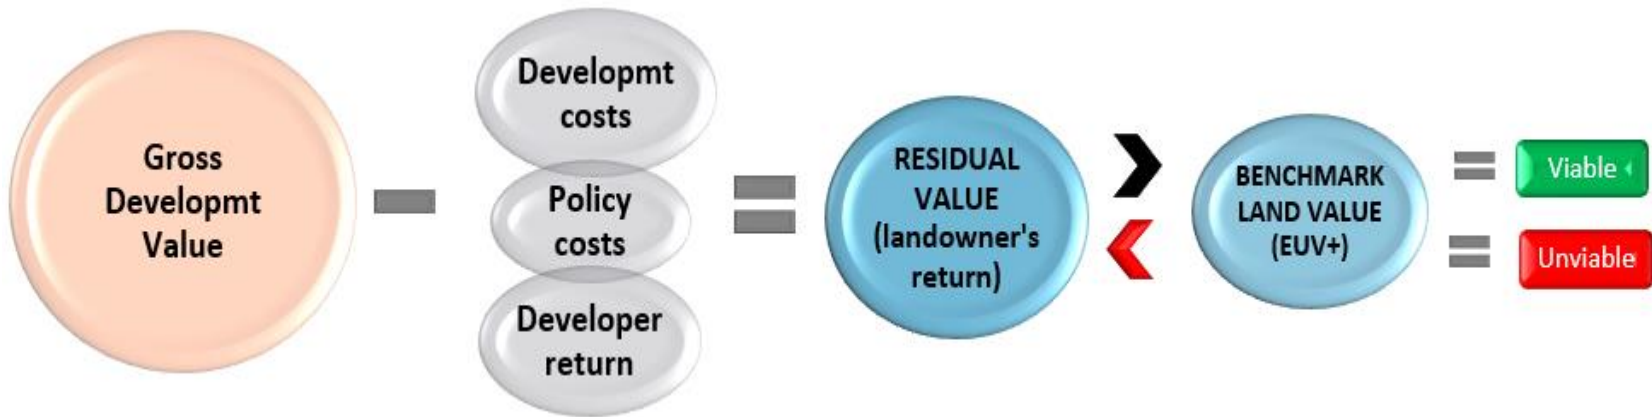 Gross
Developmt
Value
Developmt
costs
Policy
costs
Developer
return
RESIDUAL
VALUE
(landowner's
return)
BENCHMARK
LAND VALUE
(EUV+)
Viable
Unviable